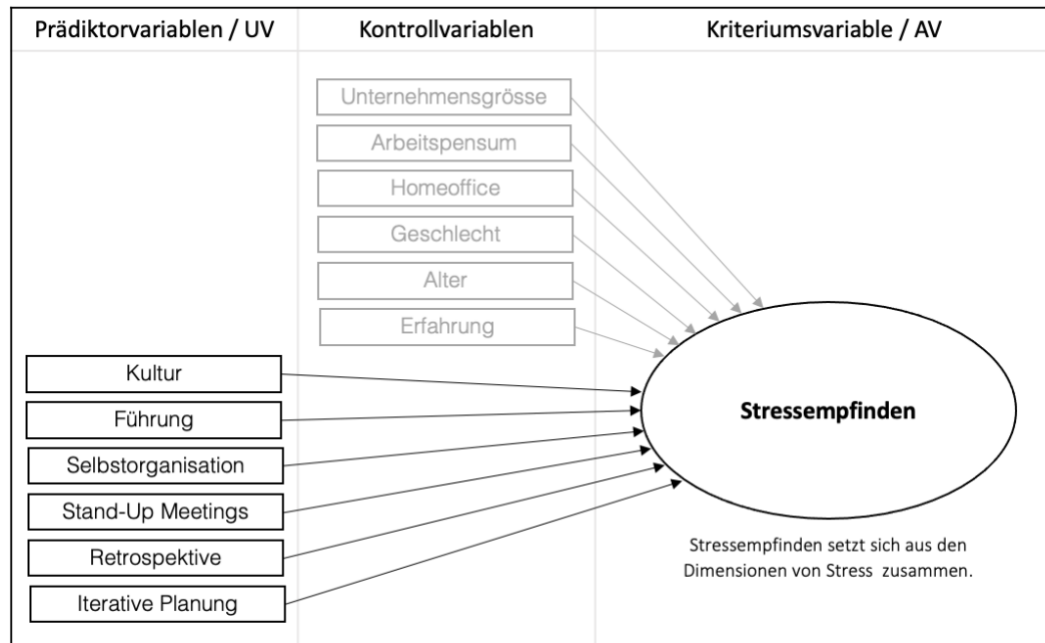 Prädiktorvariablen / UV
Kontrollvariablen
Kriteriumsvariable / AV
Unternehmensgrösse
Arbeitspensum
Homeoffice
Geschlecht
Alter
Erfahrung
Kultur
Führung
Selbstorganisation
Stand-Up Meetings
Retrospektive
Iterative Planung
Stressempfinden
Stressempfinden setzt sich aus den
Dimensionen von Stress zusammen.